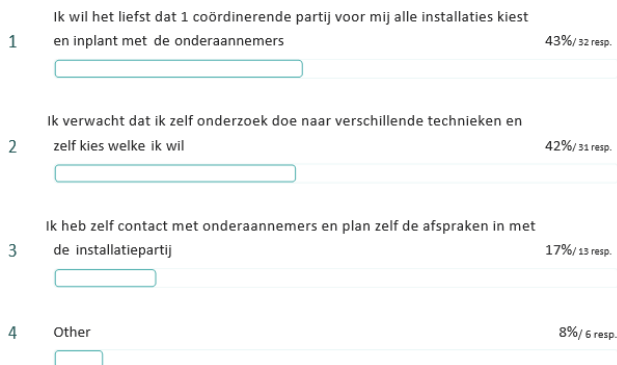 Ik wil het liefst dat 1 coördinerende partij voor mij alle installaties kiest
1 en inplant met de onderaannemers 43%/ 32 resp.
Ik verwacht dat ik zelf onderzoek doe naar verschillende technieken en
2 zelf kies welke ik wil 42%/ 31 resp.
Ik heb zelf contact met onderaannemers en plan zelf de afspraken in met
3 de installatiepartij 17%/ 13 resp.
4 Other 8%/ 6 resp.